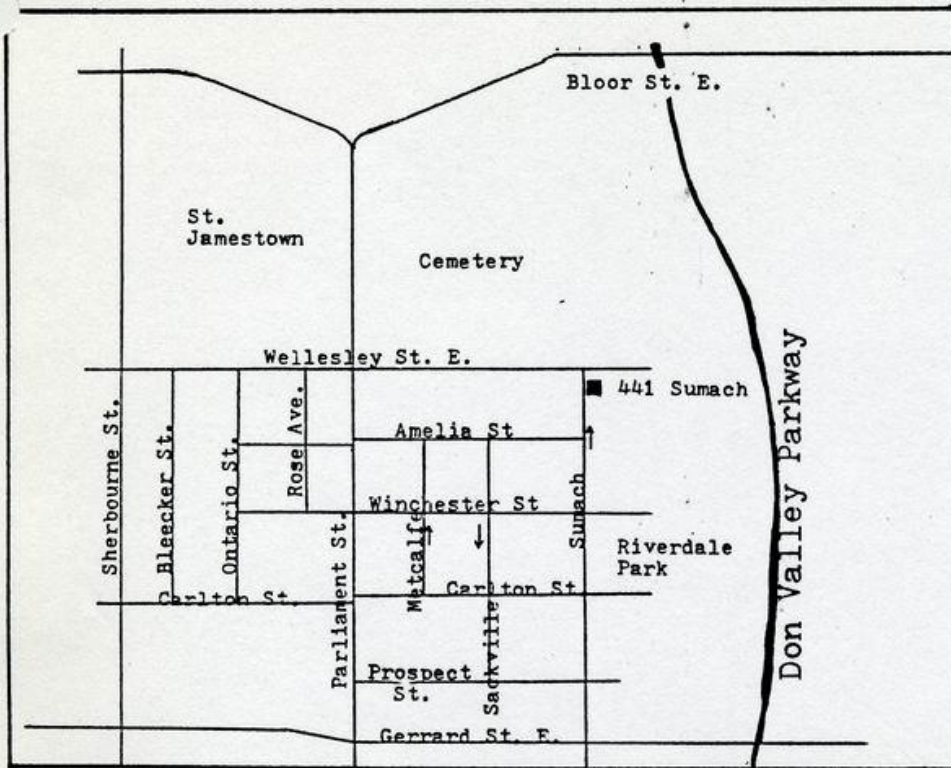 Bloor St. E.
St.
Jamestown
Cemetery
Wellesley St. E.
441 Sumach
Sherbourne St.
Bleecker St.
Ontario St.
Rose Ave.
Amelia St
Winchester St
Parliament St.
Metcalfe
Sackville
Sumach
Riverdale
Park
Don Valley Parkway
Carlton St.
Carlton St
Prospect
St.
Gerrard St. E.